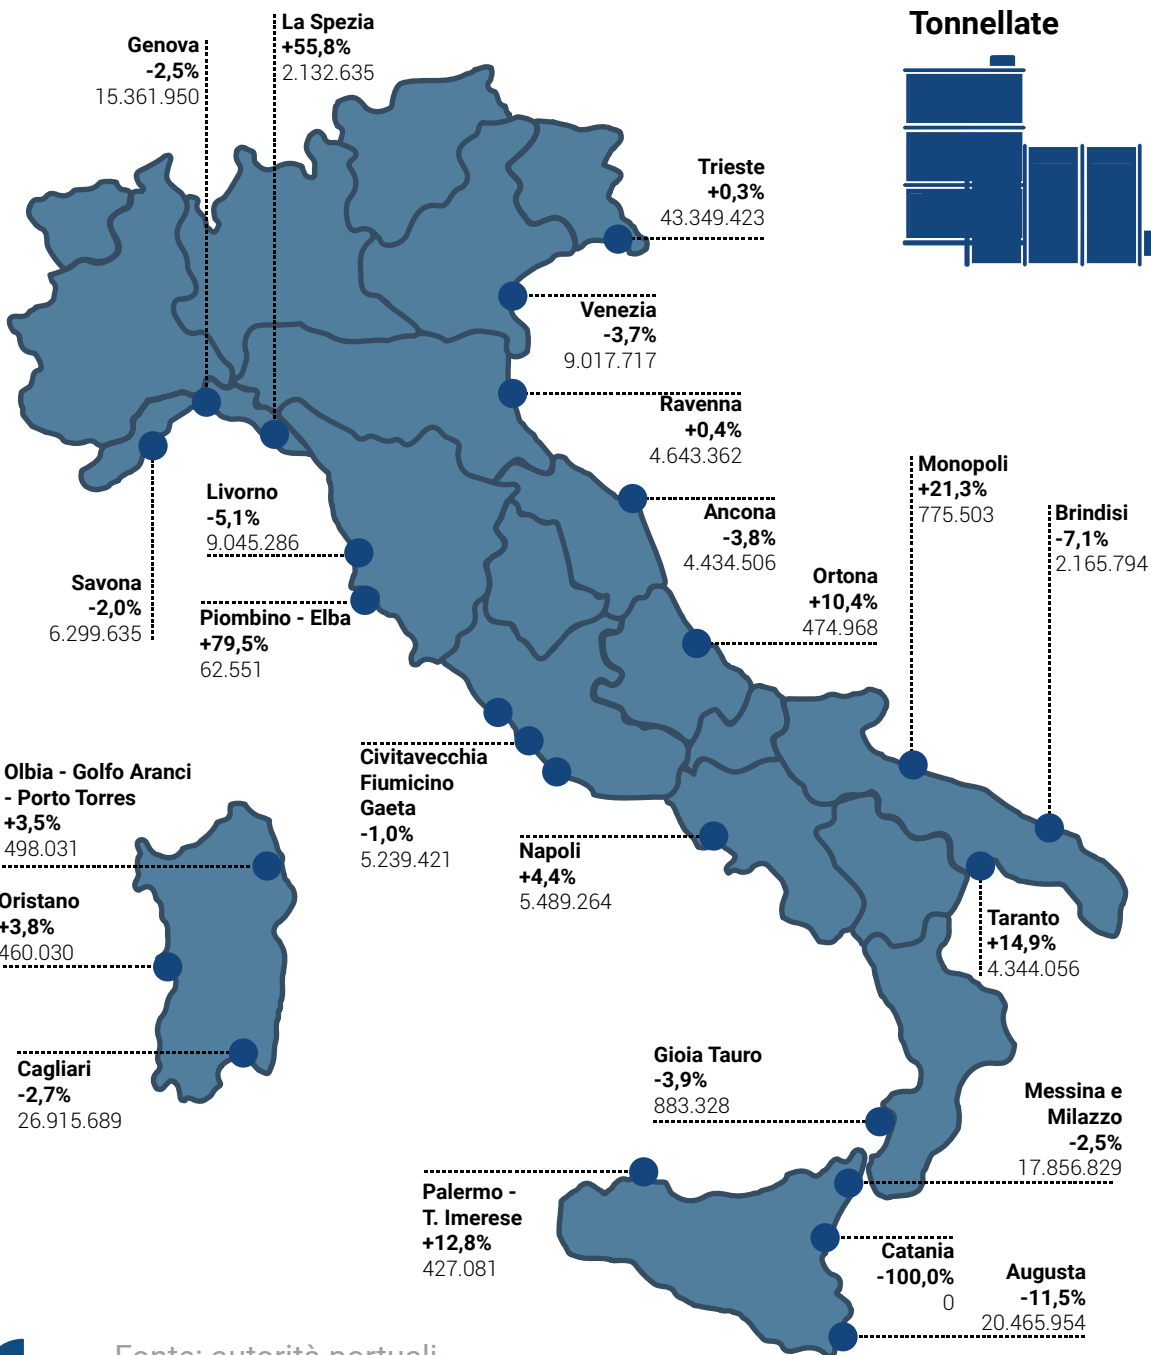 Tonnellate
La Spezia
+55,8%
2.132.635
Genova
-2,5%
15.361.950
Trieste
+0,3%
43.349.423
Venezia
-3,7%
9.017.717
Ravenna
+0,4%
4.643.362
Ancona
-3,8%
4.434.506
Monopoli
+21,3%
775.503
Brindisi
-7,1%
2.165.794
Livorno
-5,1%
9.045.286
Savona
-2,0%
6.299.635
Piombino - Elba
+79,5%
62.551
Ortona
+10,4%
474.968
Civitavecchia
Fiumicino
Gaeta
-1,0%
5.239.421
Olbia - Golfo Aranci
- Porto Torres
+3,5%
498.031
Napoli
+4,4%
5.489.264
Oristano
+3,8%
460.030
Taranto
+14,9%
4.344.056
Cagliari
-2,7%
26.915.689
Gioia Tauro
-3,9%
883.328
Messina e
Milazzo
-2,5%
17.856.829
Palermo -
T. Imerese
+12,8%
427.081
Catania
-100,0%
0
Augusta
-11,5%
20.465.954
Fonte: autorità portuali